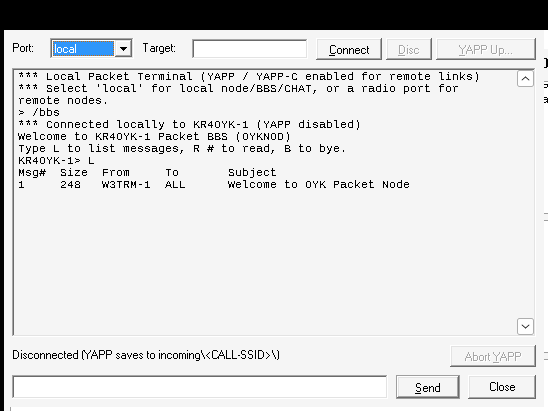 Port: local Target: Connect Disc YAPP Up...
*** Local Packet Terminal (YAPP / YAPP-C enabled for remote links)
*** Select 'local' for local node/BBS/CHAT, or a radio port for
remote nodes.
> /bbs
*** Connected locally to KR4OYK-1 (YAPP disabled)
Welcome to KR4OYK-1 Packet BBS (OYKNOD)
Type L to list messages, R # to read, B to bye.
KR4OYK-1> L
Msg# Size From To Subject
1 248 W3TRM-1 ALL Welcome to OYK Packet Node
Disconnected (YAPP saves to incoming\<CALL-SSID>\)
Abort YAPP
Send Close